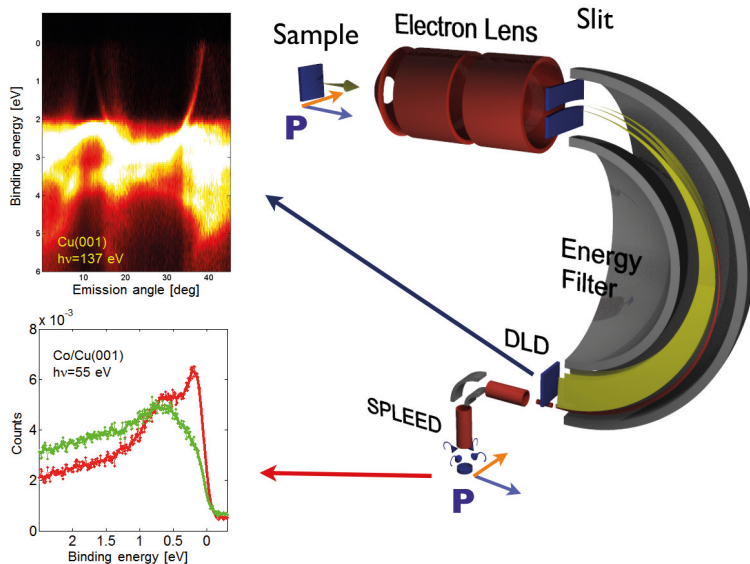 Sample
Electron Lens
Slit
P
Energy
Filter
DLD
SPLEED
P
Binding energy [eV]
0
1
2
3
4
5
6
Cu(001)
hν=137 eV
10
20
30
40
Emission angle [deg]
8
x 10⁻³
6
4
2
0
Counts
Co/Cu(001)
hν=55 eV
2
1.5
1
0.5
0
Binding energy [eV]